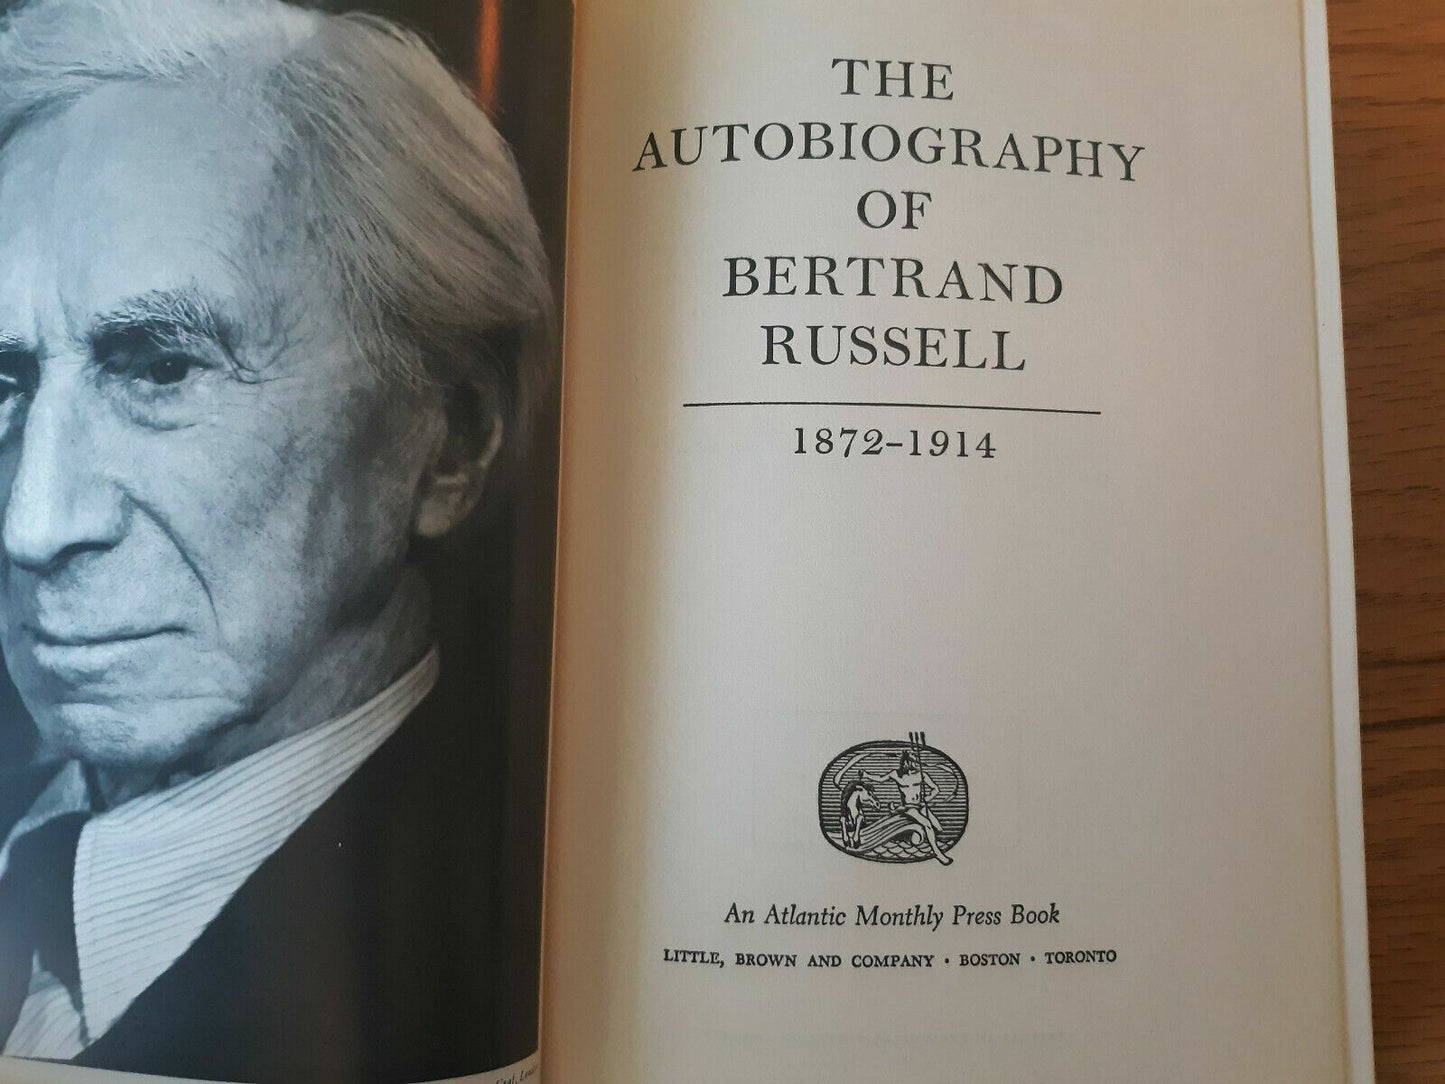 THE
AUTOBIOGRAPHY
OF
BERTRAND
RUSSELL
1872–1914
An Atlantic Monthly Press Book
LITTLE, BROWN AND COMPANY • BOSTON • TORONTO